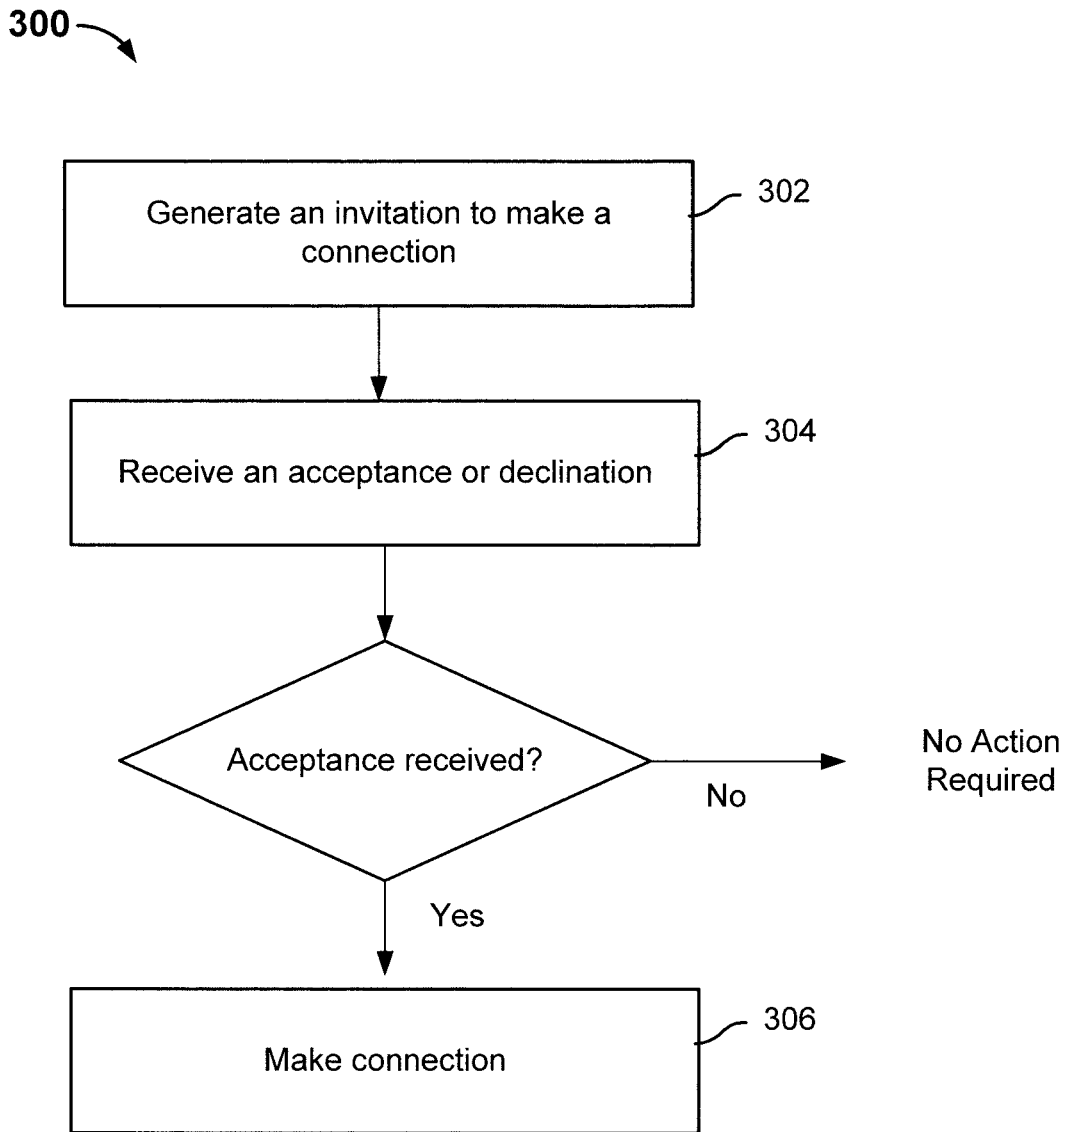 300
Generate an invitation to make a
connection
302
Receive an acceptance or declination
304
Acceptance received?
No
No Action
Required
Yes
Make connection
306